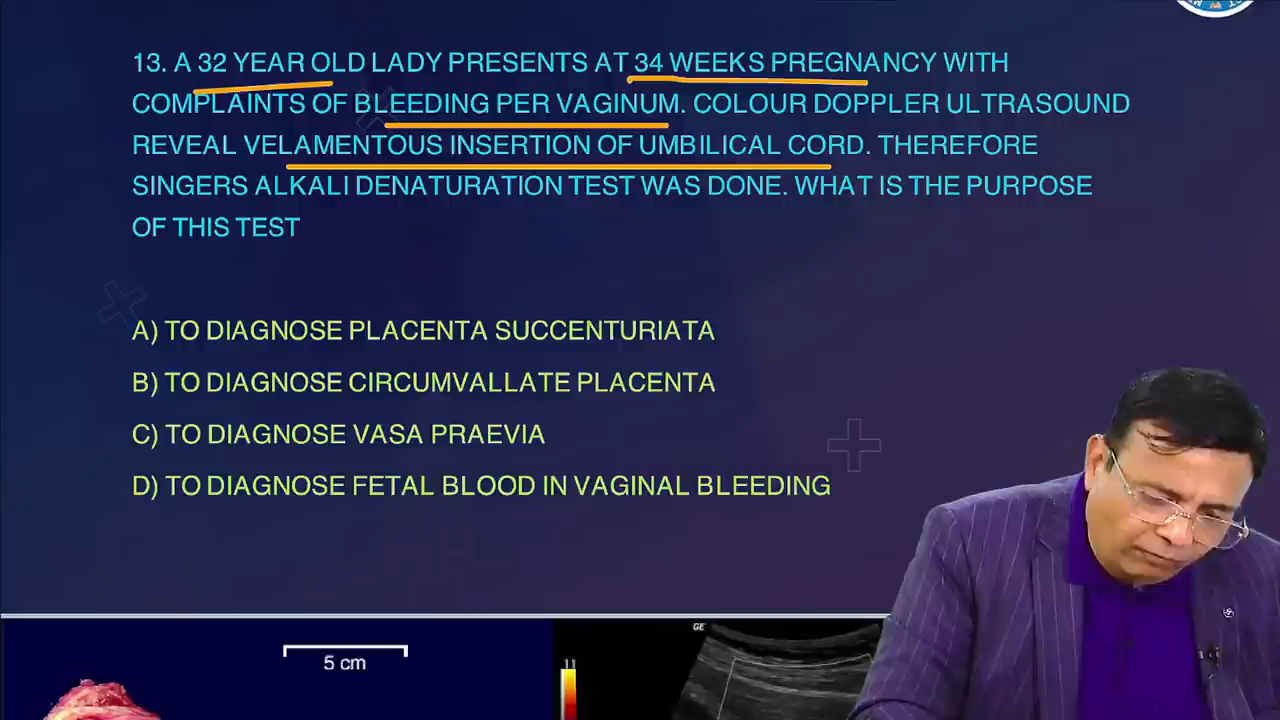 13. A 32 YEAR OLD LADY PRESENTS AT 34 WEEKS PREGNANCY WITH
COMPLAINTS OF BLEEDING PER VAGINUM. COLOUR DOPPLER ULTRASOUND
REVEAL VELAMENTOUS INSERTION OF UMBILICAL CORD. THEREFORE
SINGERS ALKALI DENATURATION TEST WAS DONE. WHAT IS THE PURPOSE
OF THIS TEST
A) TO DIAGNOSE PLACENTA SUCCENTURIATA
B) TO DIAGNOSE CIRCUMVALLATE PLACENTA
C) TO DIAGNOSE VASA PRAEVIA
D) TO DIAGNOSE FETAL BLOOD IN VAGINAL BLEEDING
5 cm
GE
11